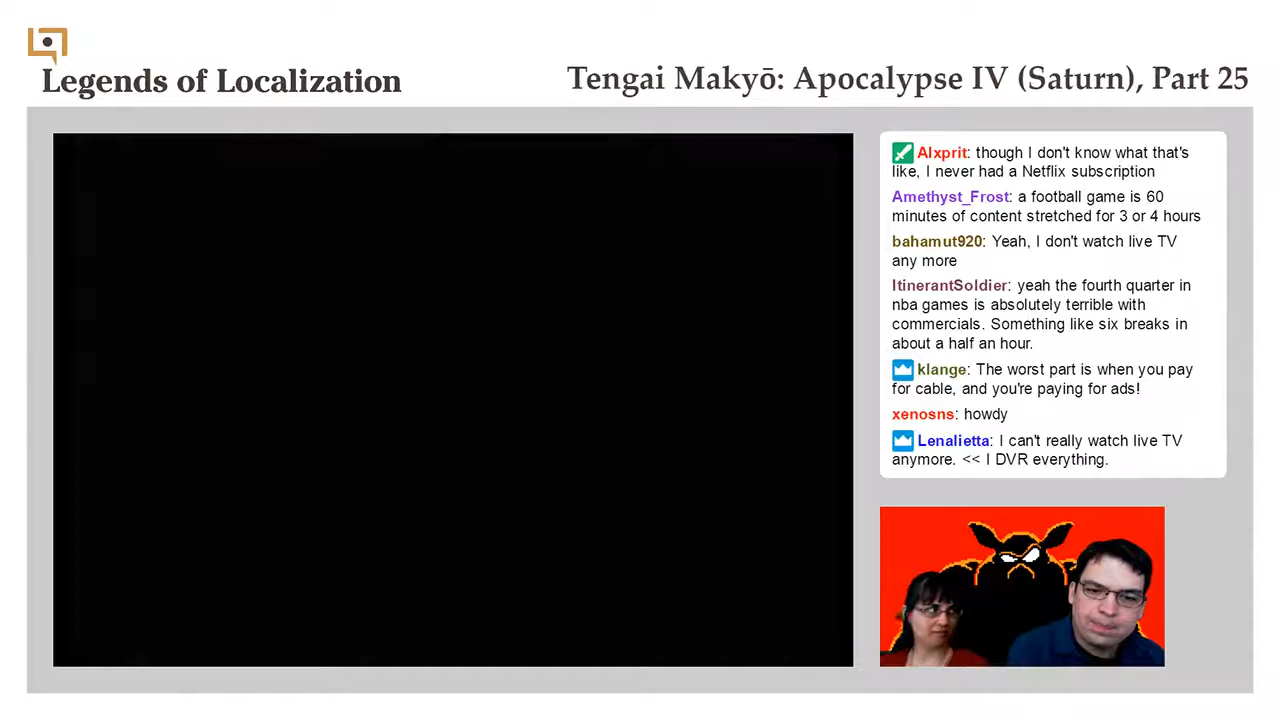 Legends of Localization
Tengai Makyō: Apocalypse IV (Saturn), Part 25
Alxprit: though I don't know what that's
like, I never had a Netflix subscription
Amethyst_Frost: a football game is 60
minutes of content stretched for 3 or 4 hours
bahamut920: Yeah, I don't watch live TV
any more
ItinerantSoldier: yeah the fourth quarter in
nba games is absolutely terrible with
commercials. Something like six breaks in
about a half an hour.
klange: The worst part is when you pay
for cable, and you're paying for ads!
xenosns: howdy
Lenalietta: I can't really watch live TV
anymore. << I DVR everything.